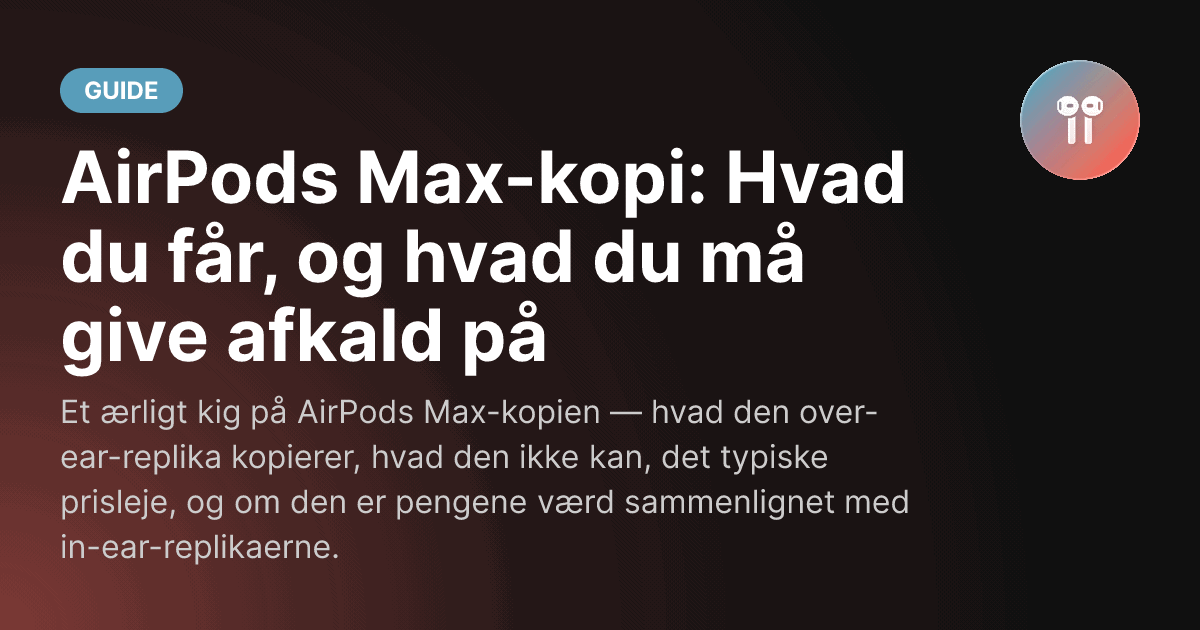 GUIDE
AirPods Max-kopi: Hvad
du får, og hvad du må
give afkald på
Et ærligt kig på AirPods Max-kopien — hvad den over-
ear-replika kopierer, hvad den ikke kan, det typiske
prisleje, og om den er pengene værd sammenlignet med
in-ear-replikaerne.